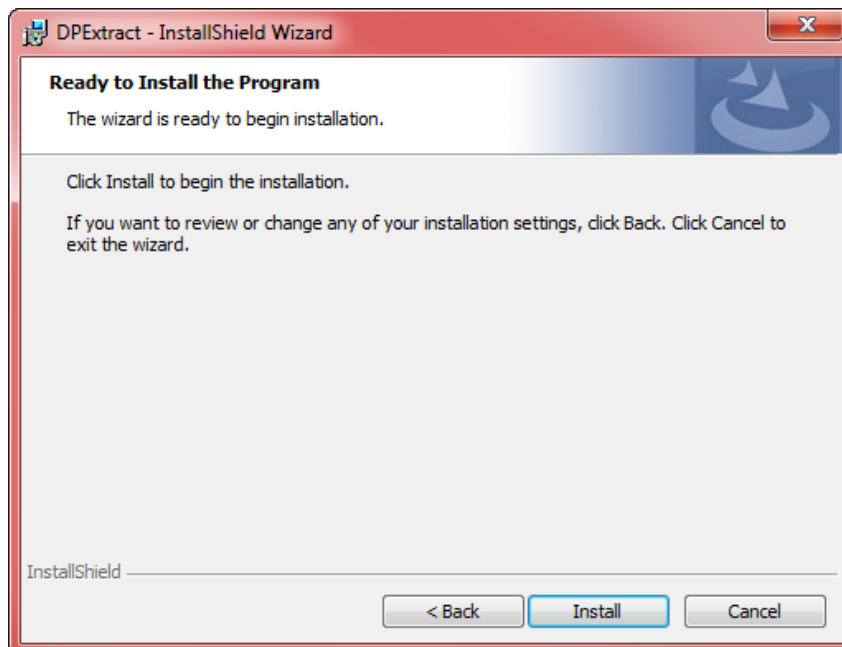 DPExtract - InstallShield Wizard
Ready to Install the Program
The wizard is ready to begin installation.
Click Install to begin the installation.
If you want to review or change any of your installation settings, click Back. Click Cancel to
exit the wizard.
InstallShield
< Back Install Cancel